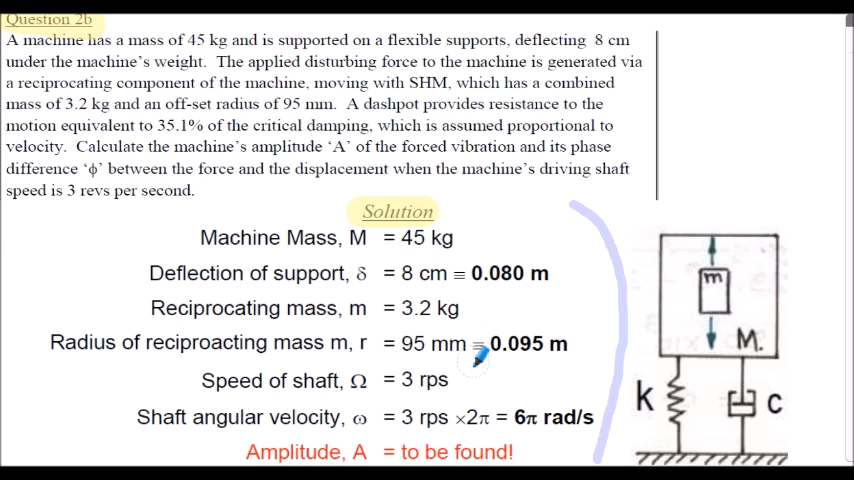 Question 2b
A machine has a mass of 45 kg and is supported on a flexible supports, deflecting 8 cm
under the machine's weight. The applied disturbing force to the machine is generated via
a reciprocating component of the machine, moving with SHM, which has a combined
mass of 3.2 kg and an off-set radius of 95 mm. A dashpot provides resistance to the
motion equivalent to 35.1% of the critical damping, which is assumed proportional to
velocity. Calculate the machine's amplitude 'A' of the forced vibration and its phase
difference 'ϕ' between the force and the displacement when the machine's driving shaft
speed is 3 revs per second.
Solution
Machine Mass, M = 45 kg
Deflection of support, δ = 8 cm ≡ 0.080 m
Reciprocating mass, m = 3.2 kg
Radius of reciproacting mass m, r = 95 mm ≡ 0.095 m
Speed of shaft, Ω = 3 rps
Shaft angular velocity, ω = 3 rps ×2π = 6π rad/s
Amplitude, A = to be found!
m
M.
k
c